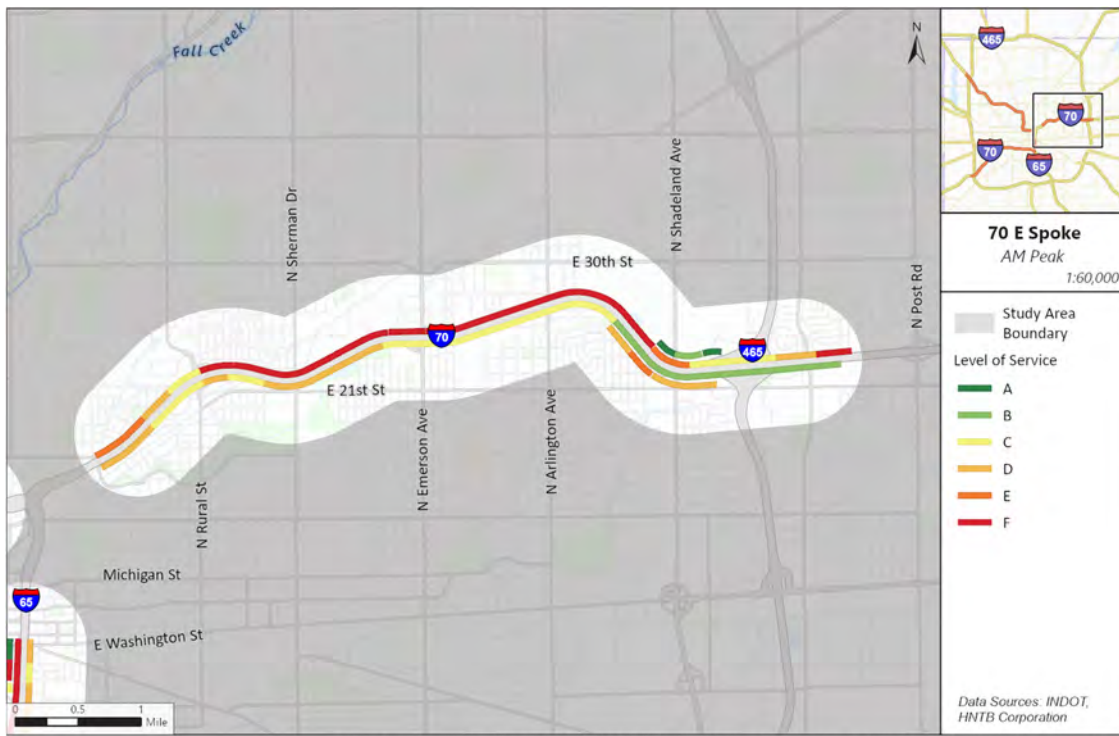 Fall Creek
N
N Sherman Dr
N Shadeland Ave
E 30th St
N Post Rd
70
465
E 21st St
N Emerson Ave
N Arlington Ave
N Rural St
Michigan St
65
E Washington St
0 0.5 1
Mile
465
70
70
65
70 E Spoke
AM Peak
1:60,000
Study Area
Boundary
Level of Service
A
B
C
D
E
F
Data Sources: INDOT,
HNTB Corporation